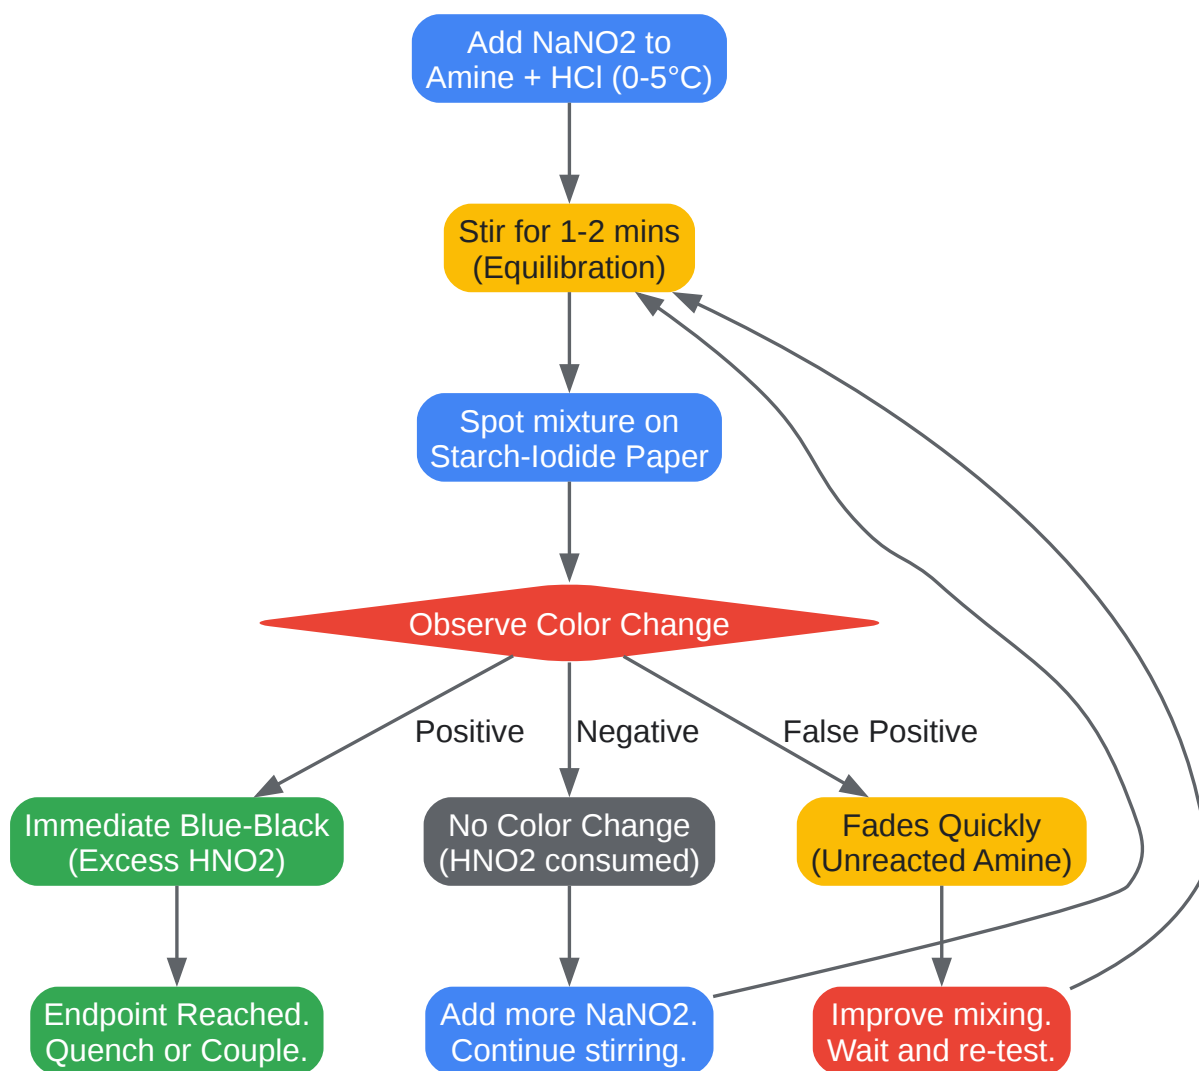 Add NaNO2 to
Amine + HCl (0-5°C)
Stir for 1-2 mins
(Equilibration)
Spot mixture on
Starch-Iodide Paper
Observe Color Change
Positive
Negative
False Positive
Immediate Blue-Black
(Excess HNO2)
No Color Change
(HNO2 consumed)
Fades Quickly
(Unreacted Amine)
Endpoint Reached.
Quench or Couple.
Add more NaNO2.
Continue stirring.
Improve mixing.
Wait and re-test.